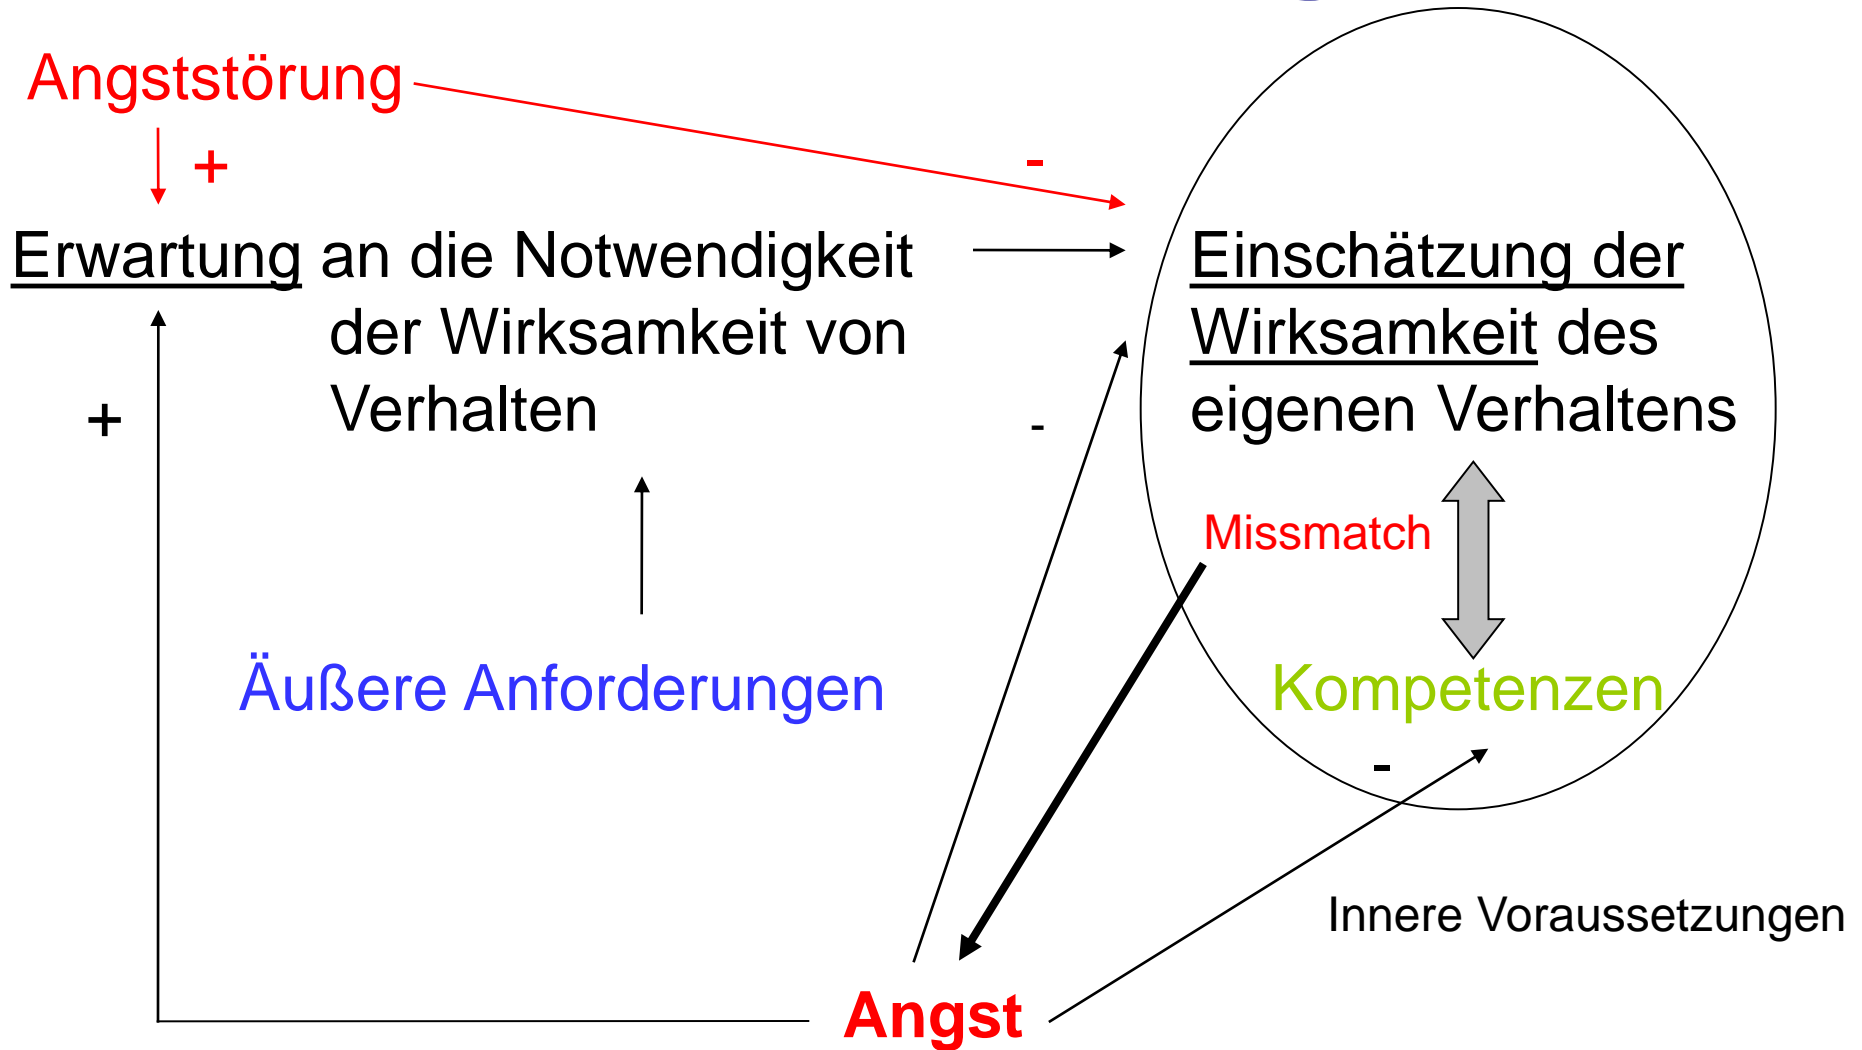 Angststörung
+
-
Erwartung an die Notwendigkeit
der Wirksamkeit von
Verhalten
Einschätzung der
Wirksamkeit des
eigenen Verhaltens
+
-
Missmatch
Äußere Anforderungen
Kompetenzen
-
Innere Voraussetzungen
Angst